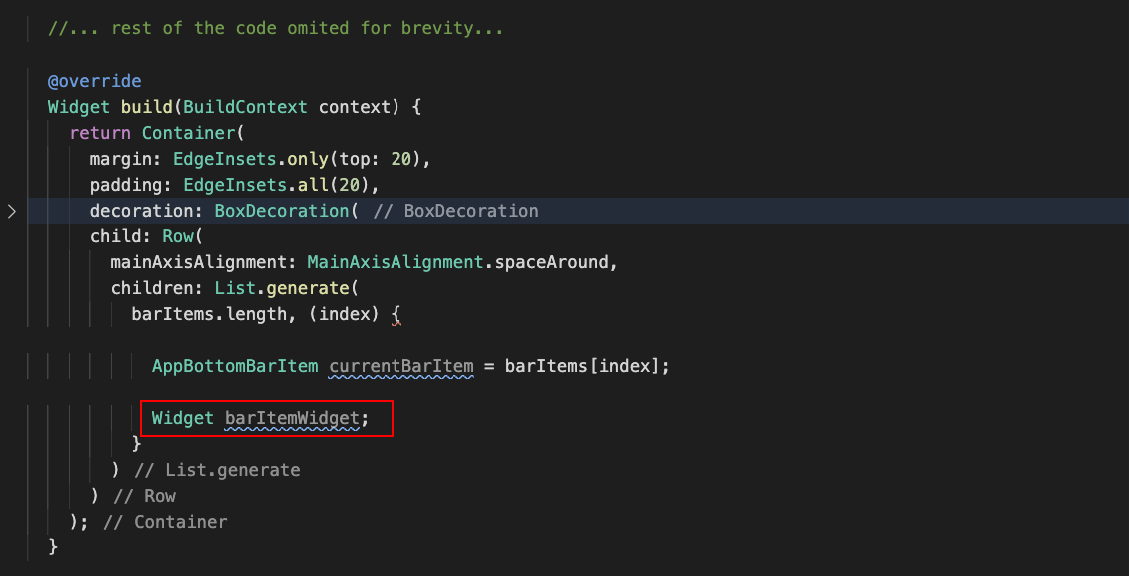 //... rest of the code omited for brevity...
@override
Widget build(BuildContext context) {
return Container(
margin: EdgeInsets.only(top: 20),
padding: EdgeInsets.all(20),
decoration: BoxDecoration( // BoxDecoration
child: Row(
mainAxisAlignment: MainAxisAlignment.spaceAround,
children: List.generate(
barItems.length, (index) {
AppBottomBarItem currentBarItem = barItems[index];
Widget barItemWidget;
}
) // List.generate
) // Row
); // Container
}